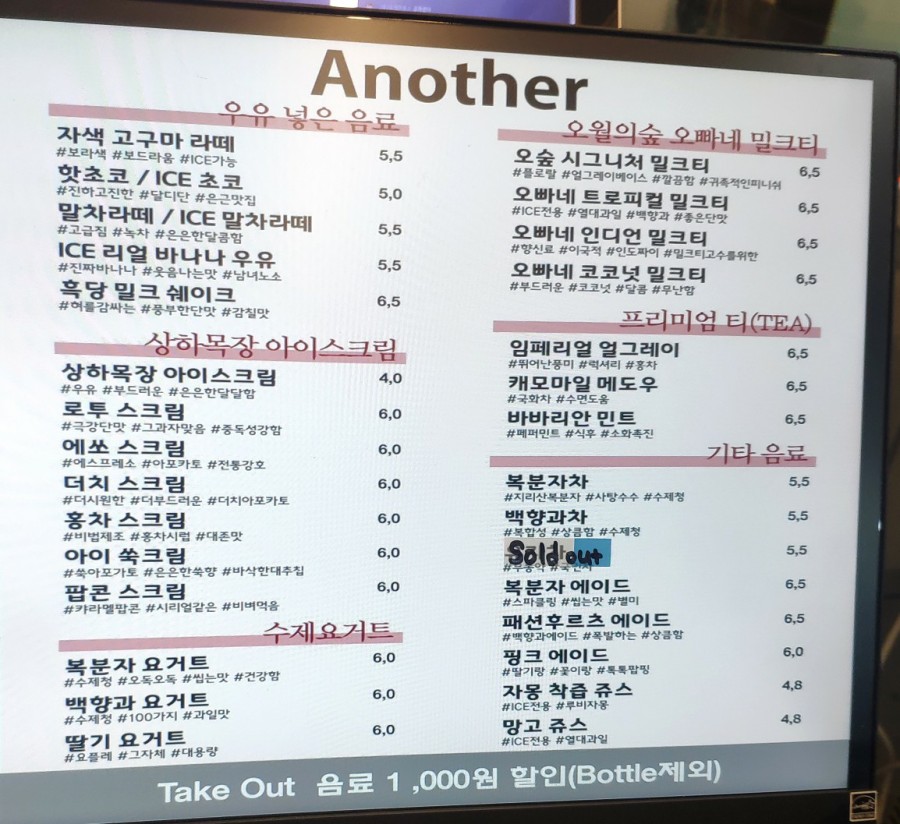 Another
우유 넣은 음료
자색 고구마 라떼 5,5
#보라색 #보드라움 #ICE가능
핫초코 / ICE 초코 5,0
#진하고진한 #달디단 #은근맛집
말차라떼 / ICE 말차라떼 5,5
#고급짐 #녹차 #은은한달콤함
ICE 리얼 바나나 우유 5,5
#진짜바나나 #웃음나는맛 #남녀노소
흑당 밀크 쉐이크 6,5
#혀를감싸는 #풍부한단맛 #감칠맛
상하목장 아이스크림
상하목장 아이스크림 4,0
#우유 #부드러운 #은은한달달함
로투 스크림 6,0
#극강단맛 #그과자맞음 #중독성강함
에쏘 스크림 6,0
#에스프레소 #아포카토 #전통강호
더치 스크림 6,0
#더시원한 #더부드러운 #더치아포카토
홍차 스크림 6,0
#비법제조 #홍차시럽 #대존맛
아이 쑥크림 6,0
#쑥아포가토 #은은한쑥향 #바삭한대추칩
팝콘 스크림 6,0
#캬라멜팝콘 #시리얼같은 #비벼먹음
수제요거트
복분자 요거트 6,0
#수제청 #오독오독 #씹는맛 #건강함
백향과 요거트 6,0
#수제청 #100가지 #과일맛
딸기 요거트 6,0
#요플레 #그자체 #대용량
오월이숲 오빠네 밀크티
오숲 시그니처 밀크티 6,5
#플로랄 #얼그레이베이스 #깔끔함 #귀족적인피니쉬
오빠네 트로피컬 밀크티 6,5
#ICE전용 #열대과일 #백향과 #좋은단맛
오빠네 인디언 밀크티 6,5
#향신료 #이국적 #인도짜이 #밀크티고수를위한
오빠네 코코넛 밀크티 6,5
#부드러운 #코코넛 #달콤 #무난함
프리미엄 티(TEA)
임페리얼 얼그레이 6,5
#뛰어난풍미 #럭셔리 #홍차
캐모마일 메도우 6,5
#국화차 #수면도움
바바리안 민트 6,5
#페퍼민트 #식후 #소화촉진
기타 음료
복분자차 5,5
#지리산복분자 #사탕수수 #수제청
백향과차 5,5
#복합성 #상큼함 #수제청
Sold out 5,5
복분자 에이드 6,5
#스파클링 #씹는맛 #별미
패션후르츠 에이드 6,5
#백향과에이드 #폭발하는 #상큼함
핑크 에이드 6,0
#딸기랑 #꽃이랑 #톡톡팝핑
자몽 착즙 쥬스 4,8
#ICE전용 #루비자몽
망고 쥬스 4,8
#ICE전용 #열대과일
Take Out 음료 1 ,000원 할인(Bottle제외)